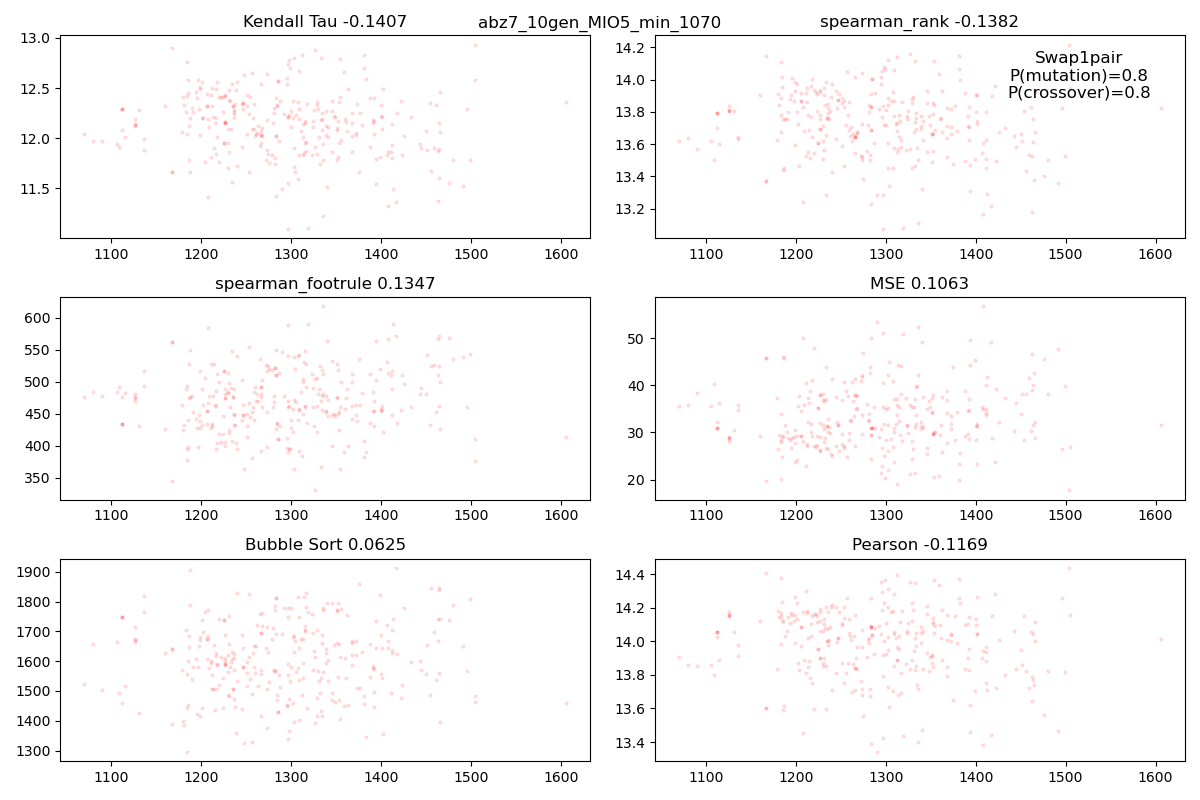 abz7_10gen_MIO5_min_1070
Kendall Tau -0.1407
13.0
12.5
12.0
11.5
1100 1200 1300 1400 1500 1600
spearman_rank -0.1382
Swap1pair
P(mutation)=0.8
P(crossover)=0.8
14.2
14.0
13.8
13.6
13.4
13.2
1100 1200 1300 1400 1500 1600
spearman_footrule 0.1347
600
550
500
450
400
350
1100 1200 1300 1400 1500 1600
MSE 0.1063
50
40
30
20
1100 1200 1300 1400 1500 1600
Bubble Sort 0.0625
1900
1800
1700
1600
1500
1400
1300
1100 1200 1300 1400 1500 1600
Pearson -0.1169
14.4
14.2
14.0
13.8
13.6
13.4
1100 1200 1300 1400 1500 1600